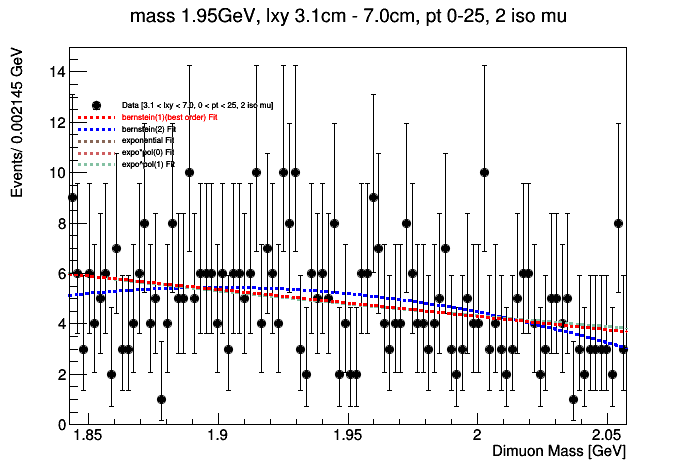 mass 1.95GeV, lxy 3.1cm - 7.0cm, pt 0-25, 2 iso mu
Events/ 0.002145 GeV
14
12
10
8
6
4
2
0
Data [3.1 < lxy < 7.0, 0 < pt < 25, 2 iso mu]
bernstein(1)(best order) Fit
bernstein(2) Fit
exponential Fit
expo*pol(0) Fit
expo*pol(1) Fit
1.85
1.9
1.95
2
2.05
Dimuon Mass [GeV]